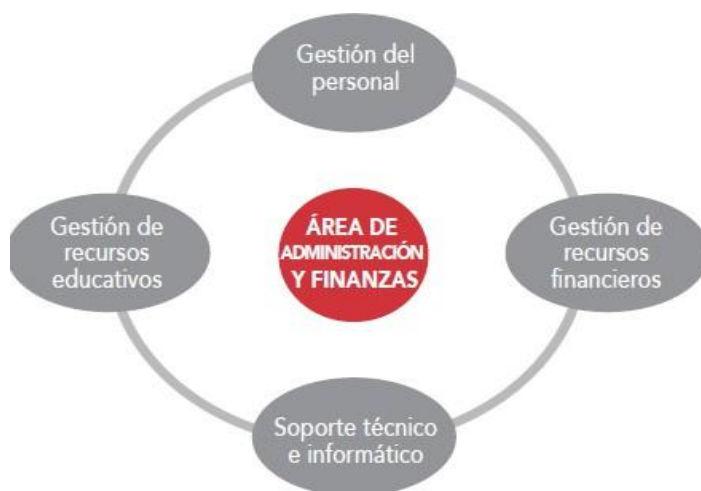 Gestión del
personal
Gestión de
recursos
educativos
ÁREA DE
ADMINISTRACIÓN
Y FINANZAS
Gestión de
recursos
financieros
Soporte técnico
e informático